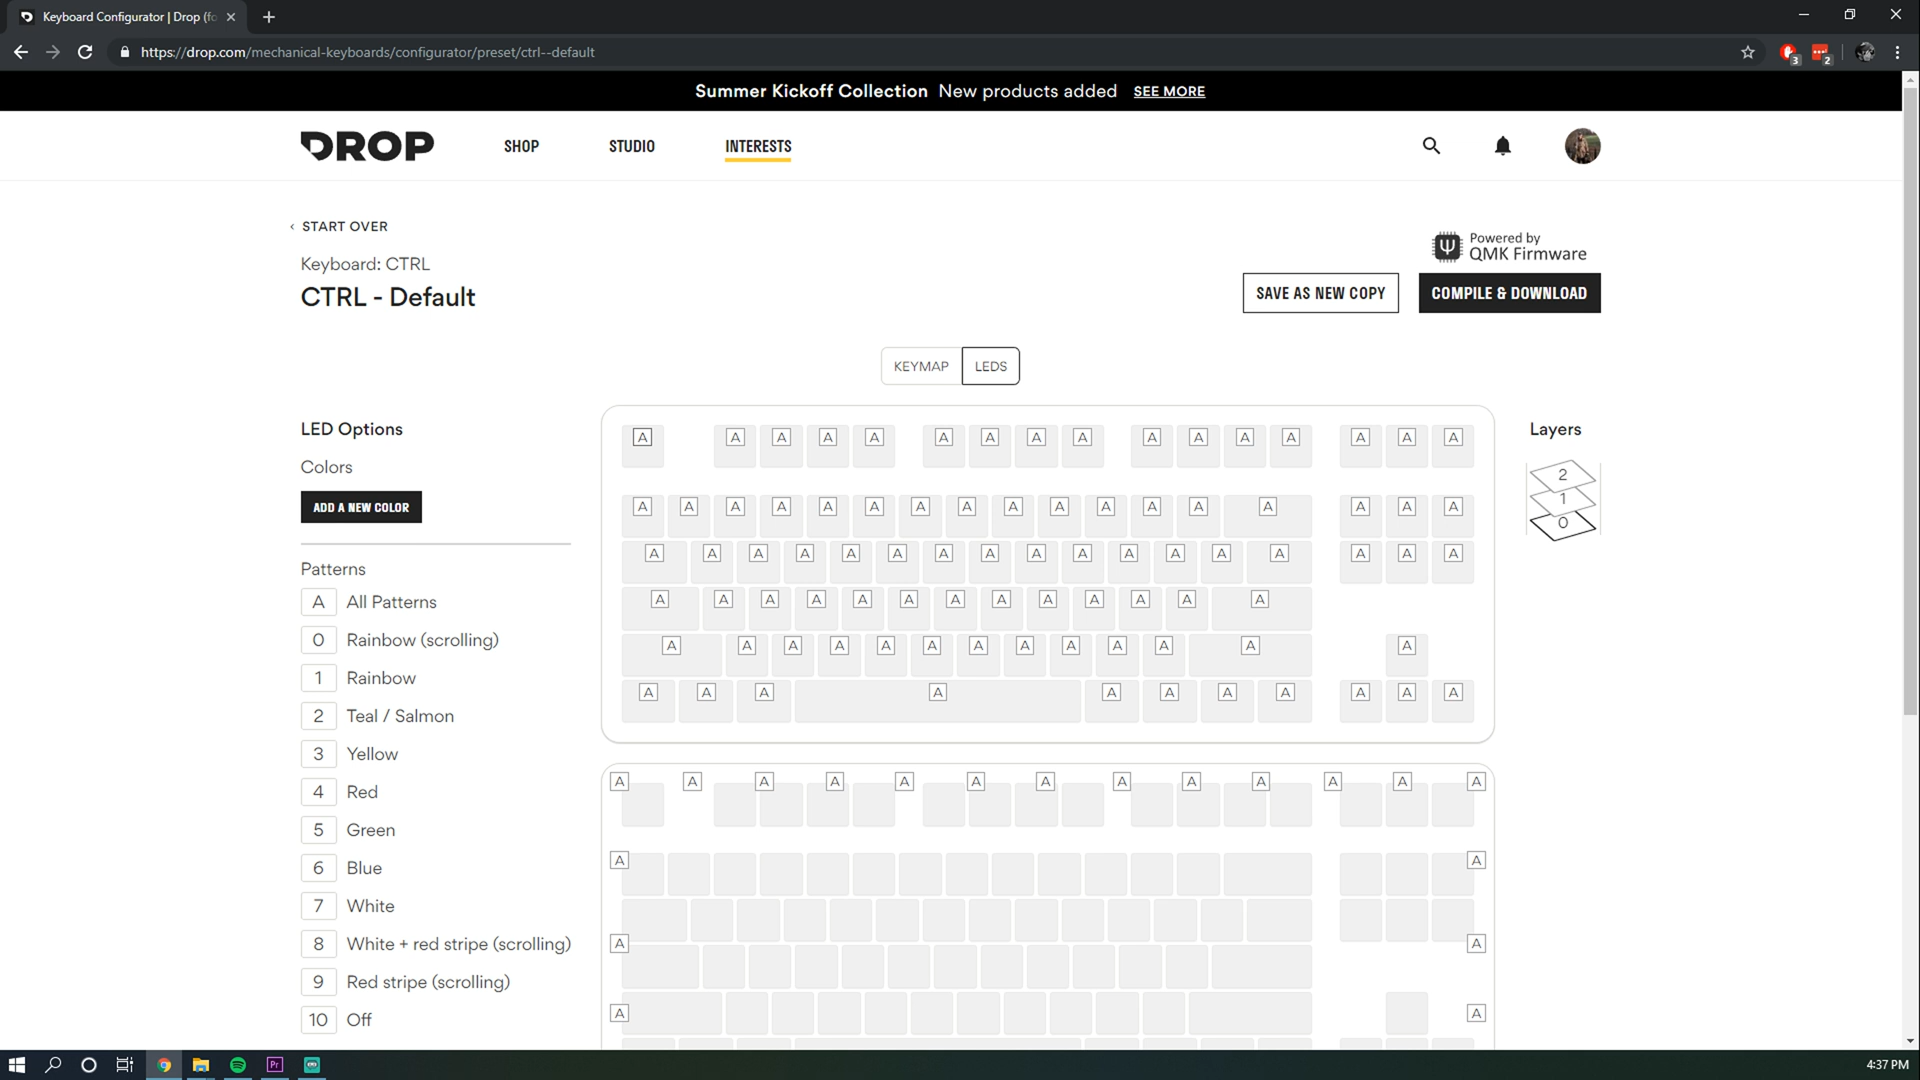 Keyboard Configurator | Drop (fo
https://drop.com/mechanical-keyboards/configurator/preset/ctrl--default
3
2
Summer Kickoff Collection New products added SEE MORE
DROP
SHOP
STUDIO
INTERESTS
START OVER
Keyboard: CTRL
CTRL - Default
Powered by
QMK Firmware
SAVE AS NEW COPY
COMPILE & DOWNLOAD
KEYMAP
LEDS
LED Options
Colors
ADD A NEW COLOR
Patterns
A All Patterns
0 Rainbow (scrolling)
1 Rainbow
2 Teal / Salmon
3 Yellow
4 Red
5 Green
6 Blue
7 White
8 White + red stripe (scrolling)
9 Red stripe (scrolling)
10 Off
A A A A A A A A A A A A A A A A
A A A A A A A A A A A A A A A A A
A A A A A A A A A A A A A A A A A
A A A A A A A A A A A A A
A A A A A A A A A A A A A
A A A A A A A A A A A
A A A A A A A A A A A A A
A A
A A
A A
Layers
2
1
0
Pr
4:37 PM